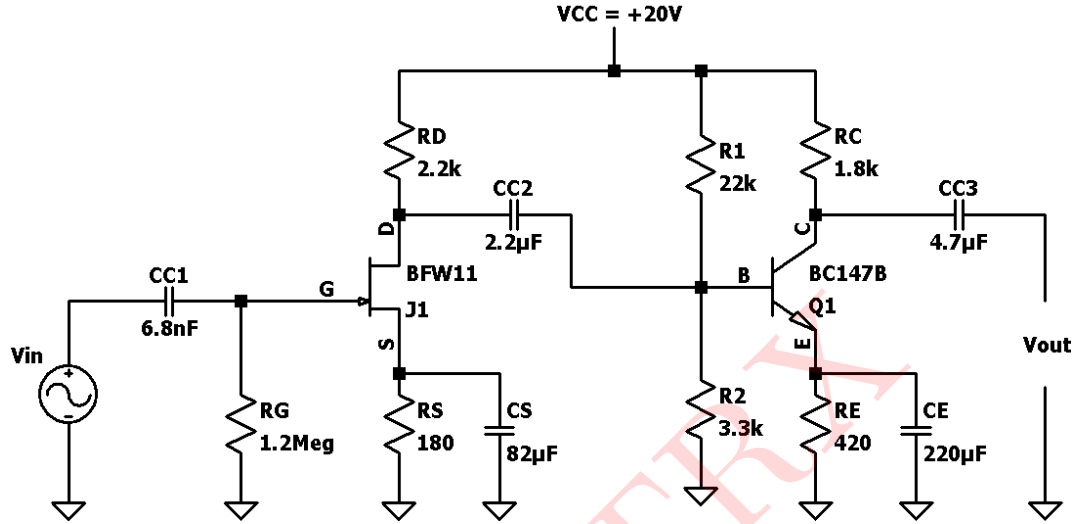 VCC = +20V
RD
2.2k
R1
22k
RC
1.8k
CC2
2.2µF
CC3
4.7µF
D
C
BFW11
BC147B
B
CC1
6.8nF
G
J1
Q1
S
E
Vin
Vout
RG
1.2Meg
RS
180
CS
82µF
R2
3.3k
RE
420
CE
220µF